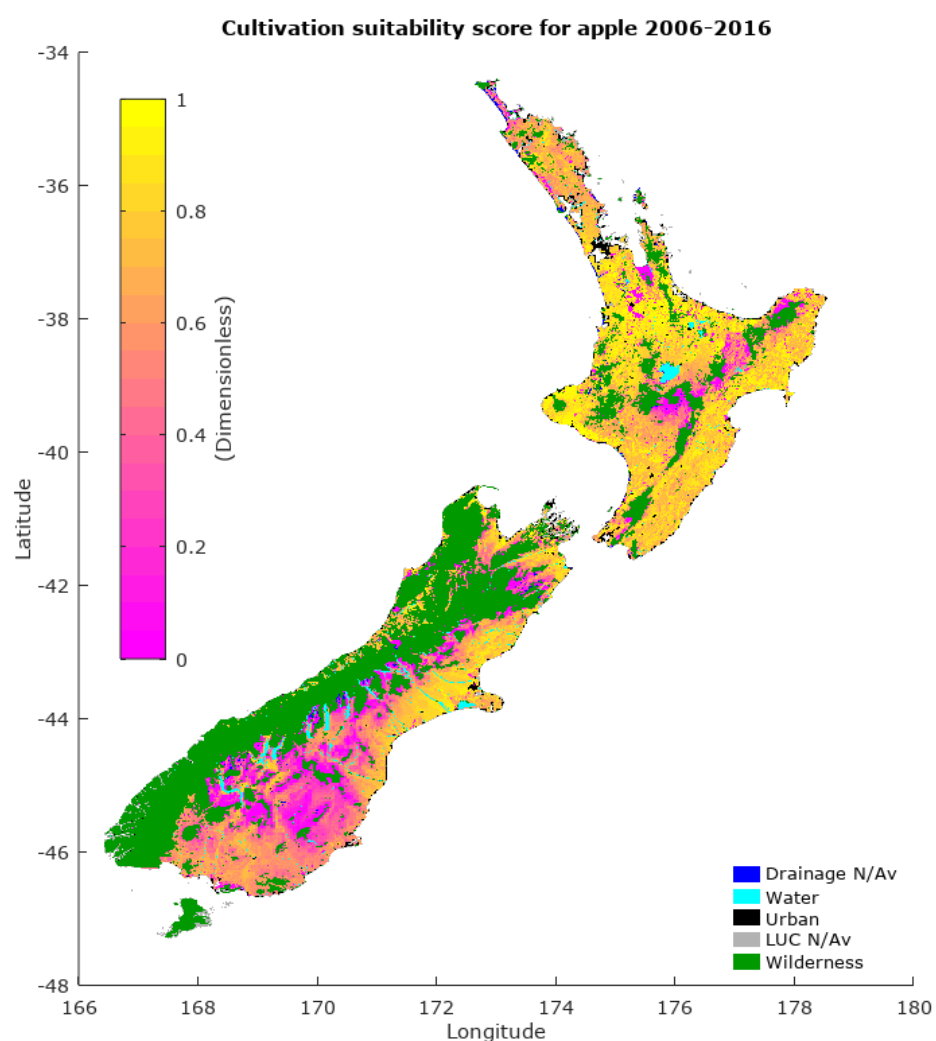 Cultivation suitability score for apple 2006-2016
-34
-36
-38
-40
-42
-44
-46
-48
Latitude
1
0.8
0.6
0.4
0.2
0
(Dimensionless)
Drainage N/Av
Water
Urban
LUC N/Av
Wilderness
166 168 170 172 174 176 178 180
Longitude